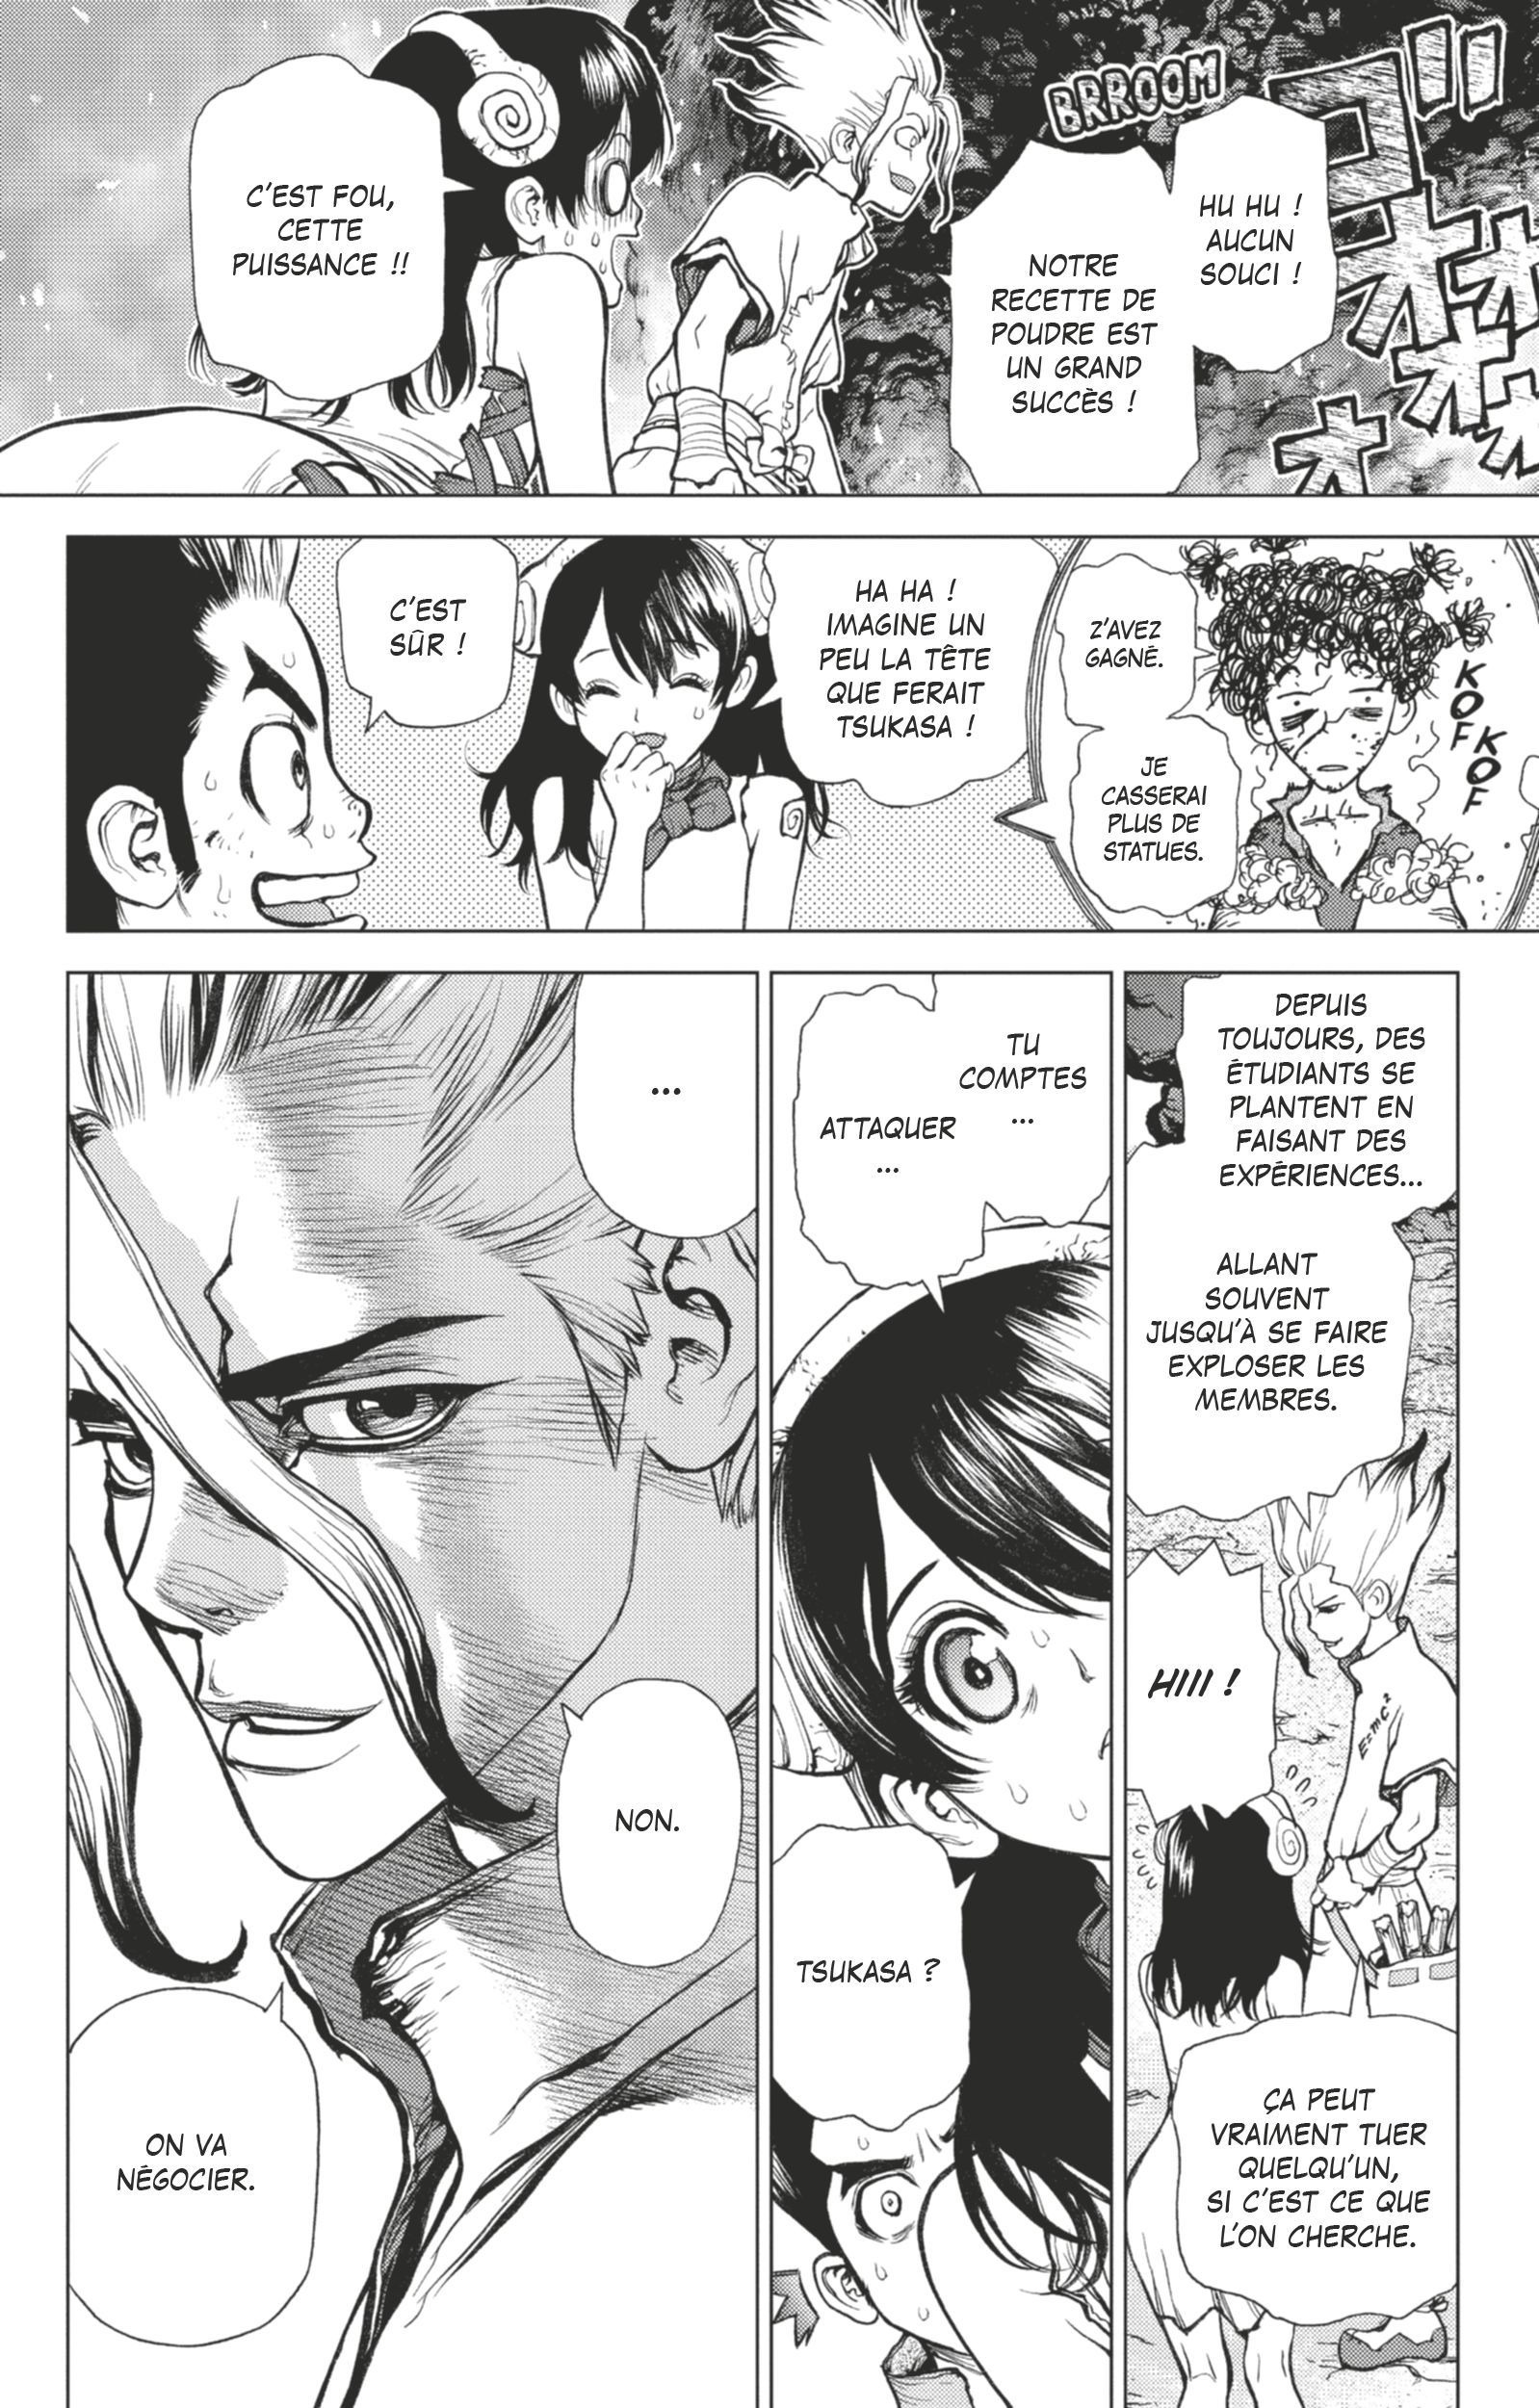 BRROOM
HU HU !
AUCUN
SOUCI !
NOTRE
RECETTE DE
POUDRE EST
UN GRAND
SUCCÈS !
C'EST FOU,
CETTE
PUISSANCE !!
Z'AVEZ
GAGNÉ.
JE
CASSERAI
PLUS DE
STATUES.
KOF
KOF
HA HA !
IMAGINE UN
PEU LA TÊTE
QUE FERAIT
TSUKASA !
C'EST
SÛR !
DEPUIS
TOUJOURS, DES
ÉTUDIANTS SE
PLANTENT EN
FAISANT DES
EXPÉRIENCES...
ALLANT
SOUVENT
JUSQU'À SE FAIRE
EXPLOSER LES
MEMBRES.
HIII !
E=mc²
ÇA PEUT
VRAIMENT TUER
QUELQU'UN,
SI C'EST CE QUE
L'ON CHERCHE.
TU
COMPTES
...
ATTAQUER
...
TSUKASA ?
...
NON.
ON VA
NÉGOCIER.